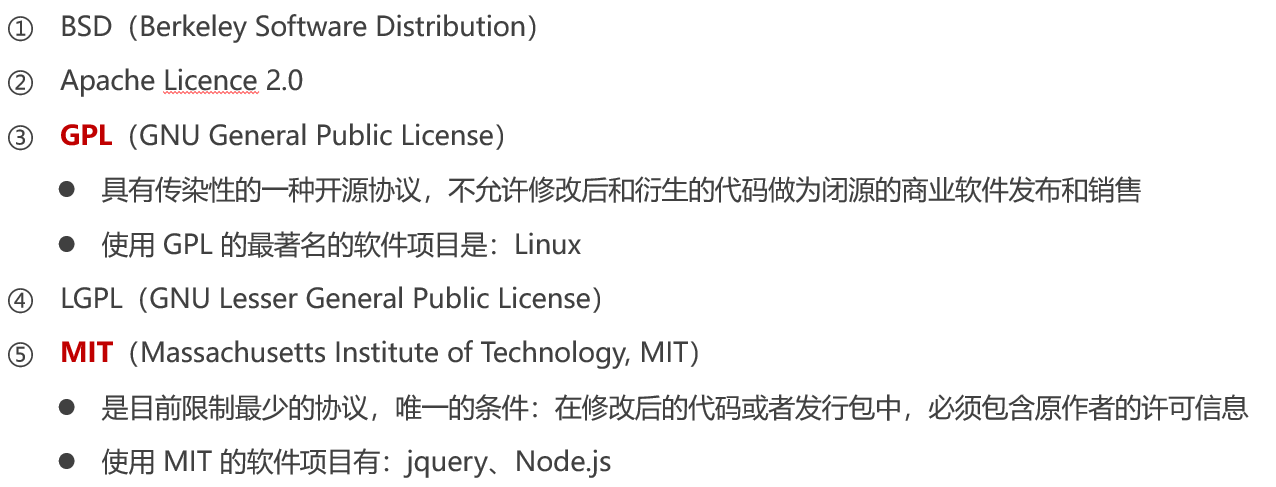 ① BSD（Berkeley Software Distribution）
② Apache Licence 2.0
③ GPL（GNU General Public License）
● 具有传染性的一种开源协议，不允许修改后和衍生的代码做为闭源的商业软件发布和销售
● 使用 GPL 的最著名的软件项目是：Linux
④ LGPL（GNU Lesser General Public License）
⑤ MIT（Massachusetts Institute of Technology, MIT）
● 是目前限制最少的协议，唯一的条件：在修改后的代码或者发行包中，必须包含原作者的许可信息
● 使用 MIT 的软件项目有：jquery、Node.js